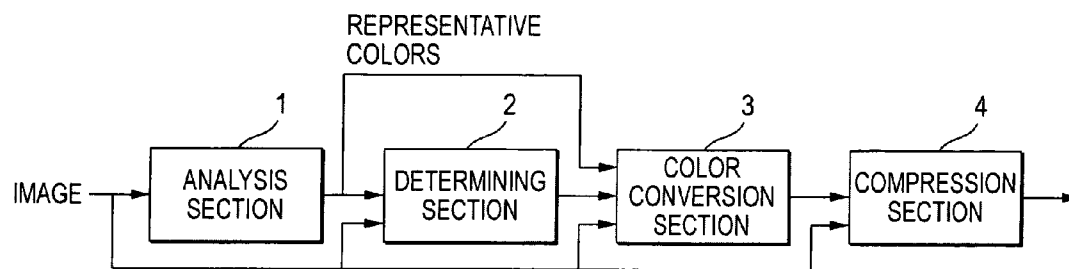 REPRESENTATIVE
COLORS
1
2
3
4
IMAGE
ANALYSIS
SECTION
DETERMINING
SECTION
COLOR
CONVERSION
SECTION
COMPRESSION
SECTION